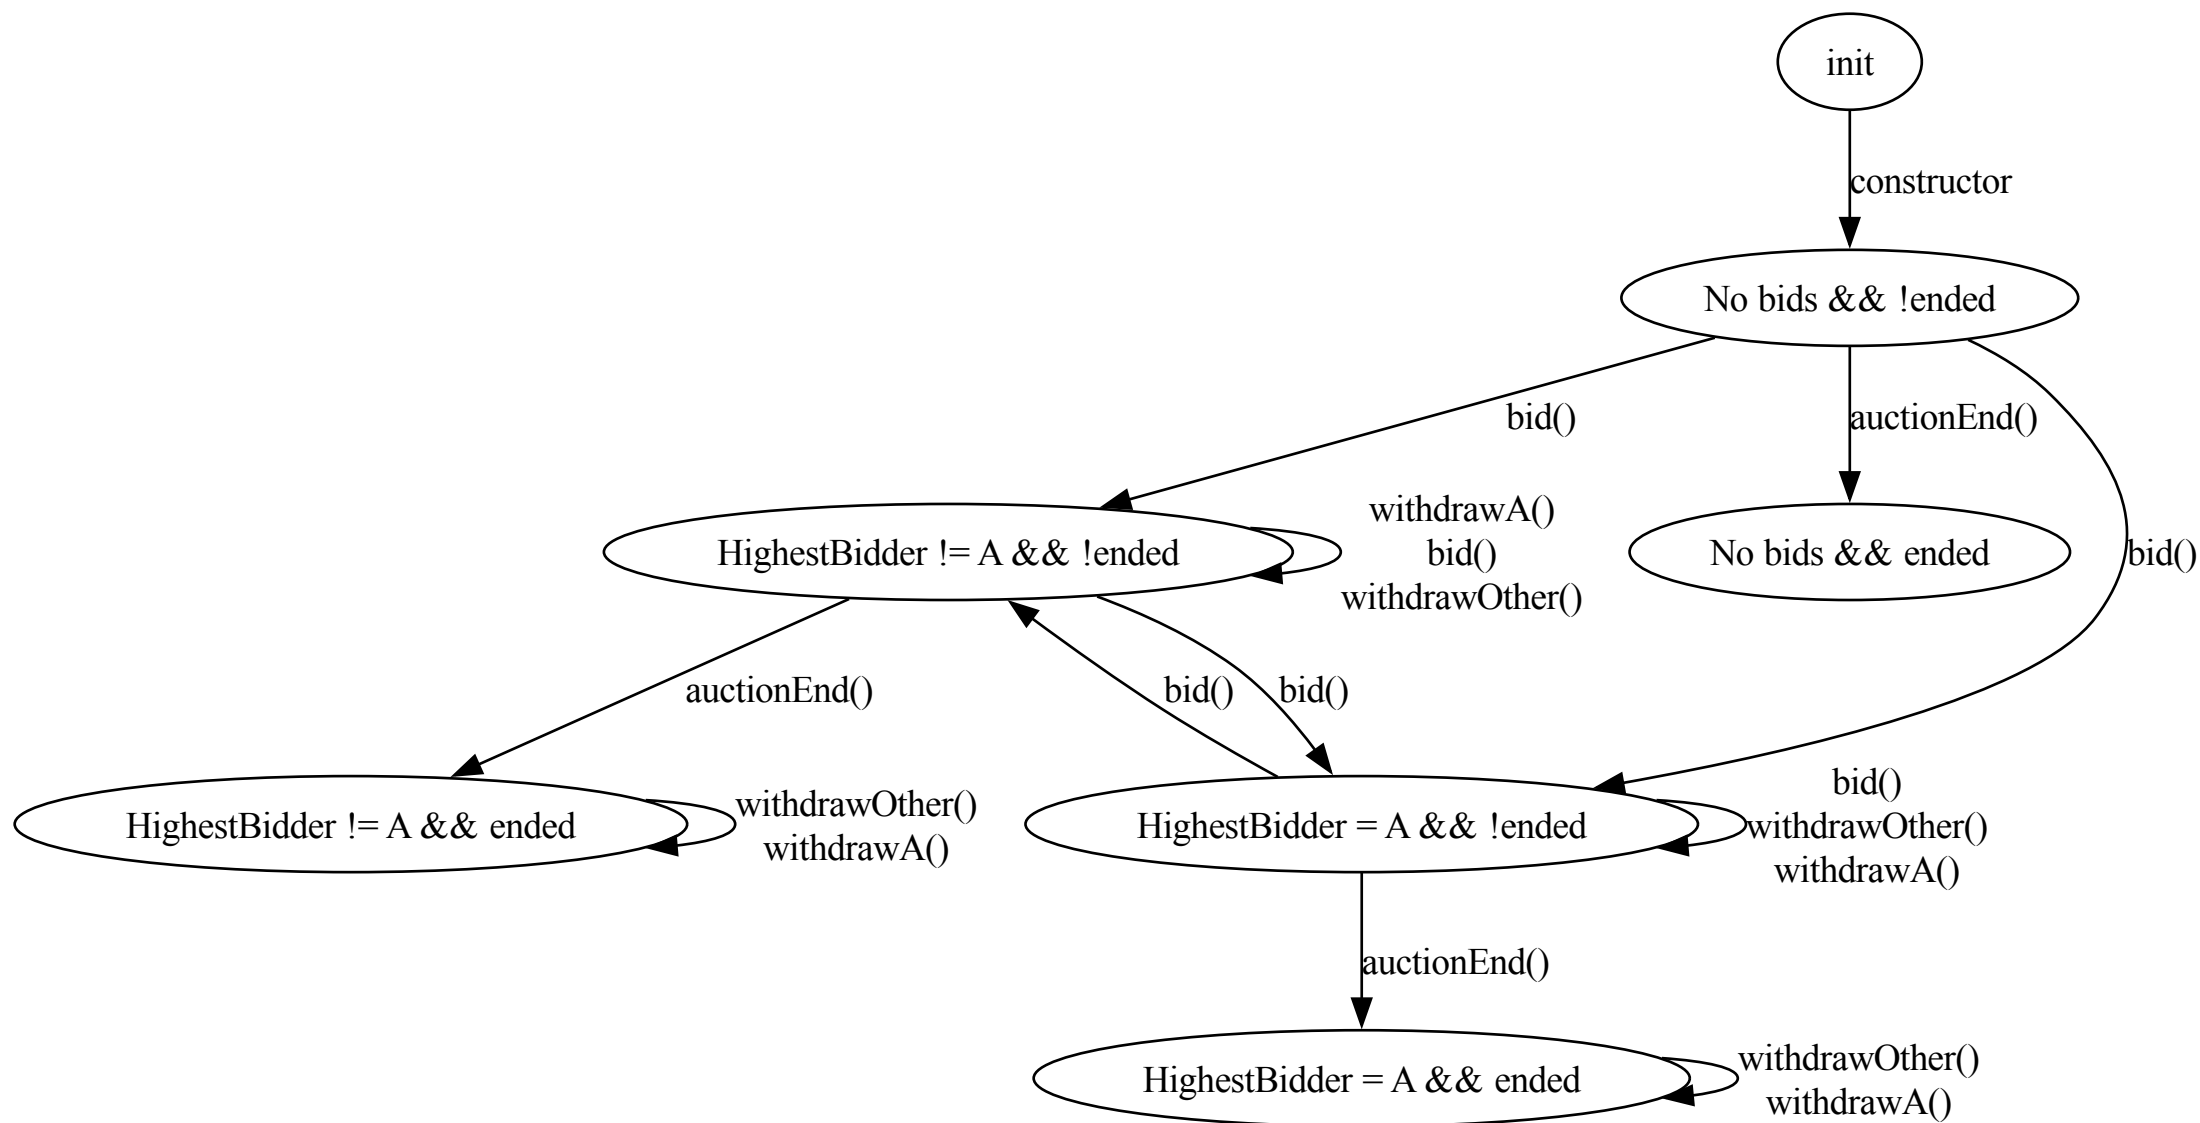 init
constructor
No bids && !ended
bid()
auctionEnd()
HighestBidder != A && !ended
withdrawA()
bid()
withdrawOther()
No bids && ended
bid()
auctionEnd()
bid()
bid()
HighestBidder != A && ended
withdrawOther()
withdrawA()
HighestBidder = A && !ended
bid()
withdrawOther()
withdrawA()
auctionEnd()
HighestBidder = A && ended
withdrawOther()
withdrawA()